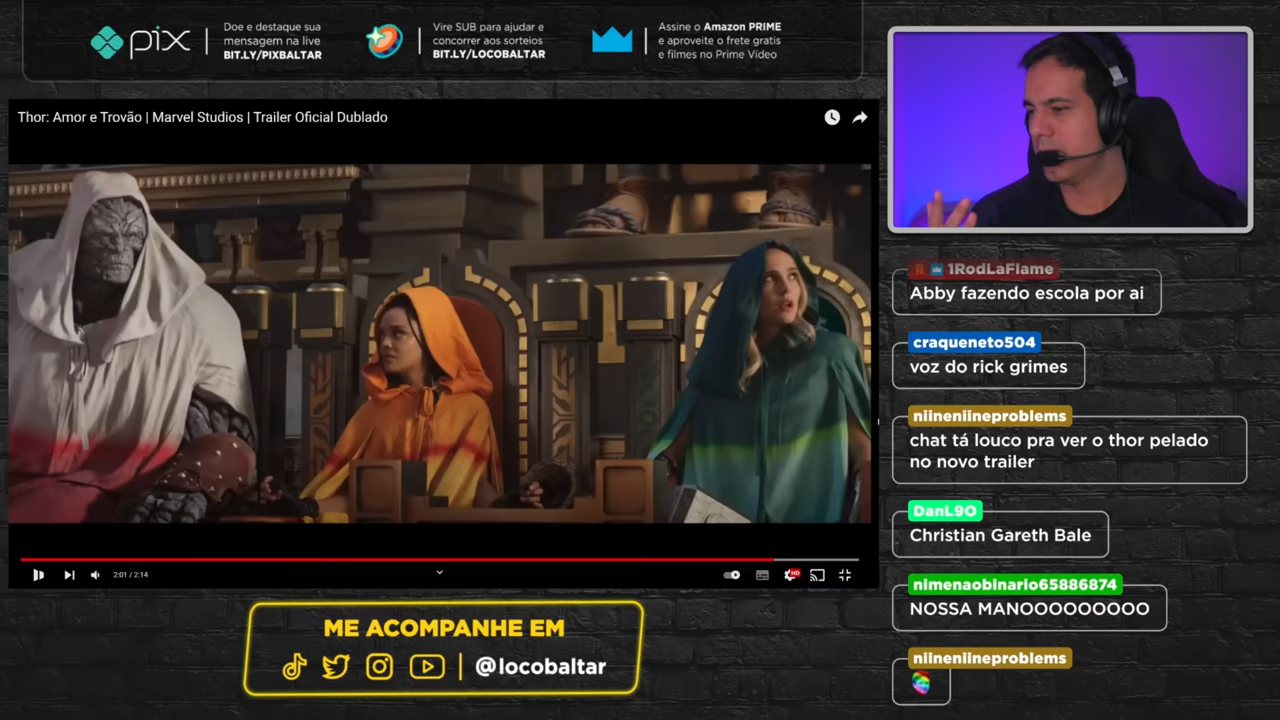 pix
Doe e destaque sua
mensagem na live
BIT.LY/PIXBALTAR
Vire SUB para ajudar e
concorrer aos sorteios
BIT.LY/LOCOBALTAR
Assine o Amazon PRIME
e aproveite o frete gratis
e filmes no Prime Vídeo
Thor: Amor e Trovão | Marvel Studios | Trailer Oficial Dublado
1RodLaFlame
Abby fazendo escola por ai
craqueneto504
voz do rick grimes
niineniineproblems
chat tá louco pra ver o thor pelado
no novo trailer
DanL9O
Christian Gareth Bale
nimenaobinario65886874
NOSSA MANOOOOOOOOO
niineniineproblems
2:01 / 2:14
HD
ME ACOMPANHE EM
@locobaltar